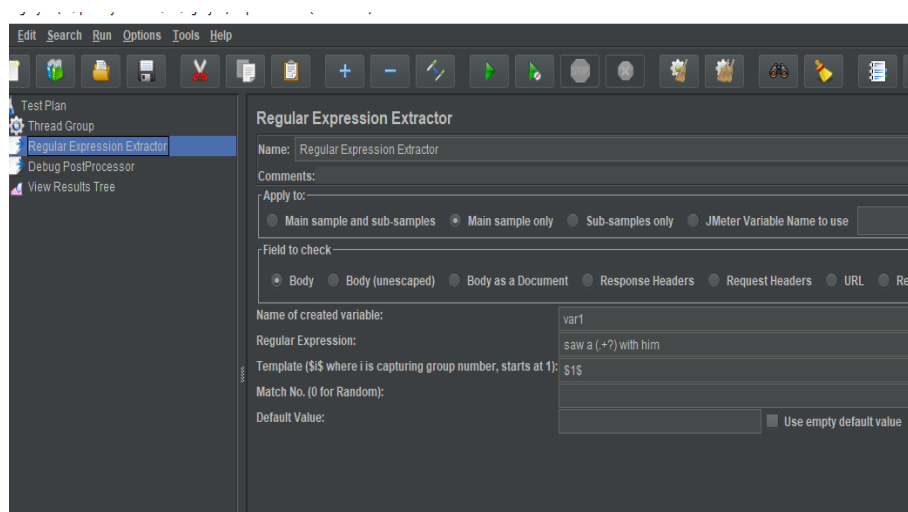 Edit Search Run Options Tools Help
Test Plan
Thread Group
Regular Expression Extractor
Debug PostProcessor
View Results Tree
Regular Expression Extractor
Name: Regular Expression Extractor
Comments:
Apply to:
Main sample and sub-samples Main sample only Sub-samples only JMeter Variable Name to use
Field to check
Body Body (unescaped) Body as a Document Response Headers Request Headers URL Re
Name of created variable: var1
Regular Expression: saw a (.+?) with him
Template ($i$ where i is capturing group number, starts at 1): $1$
Match No. (0 for Random):
Default Value: Use empty default value